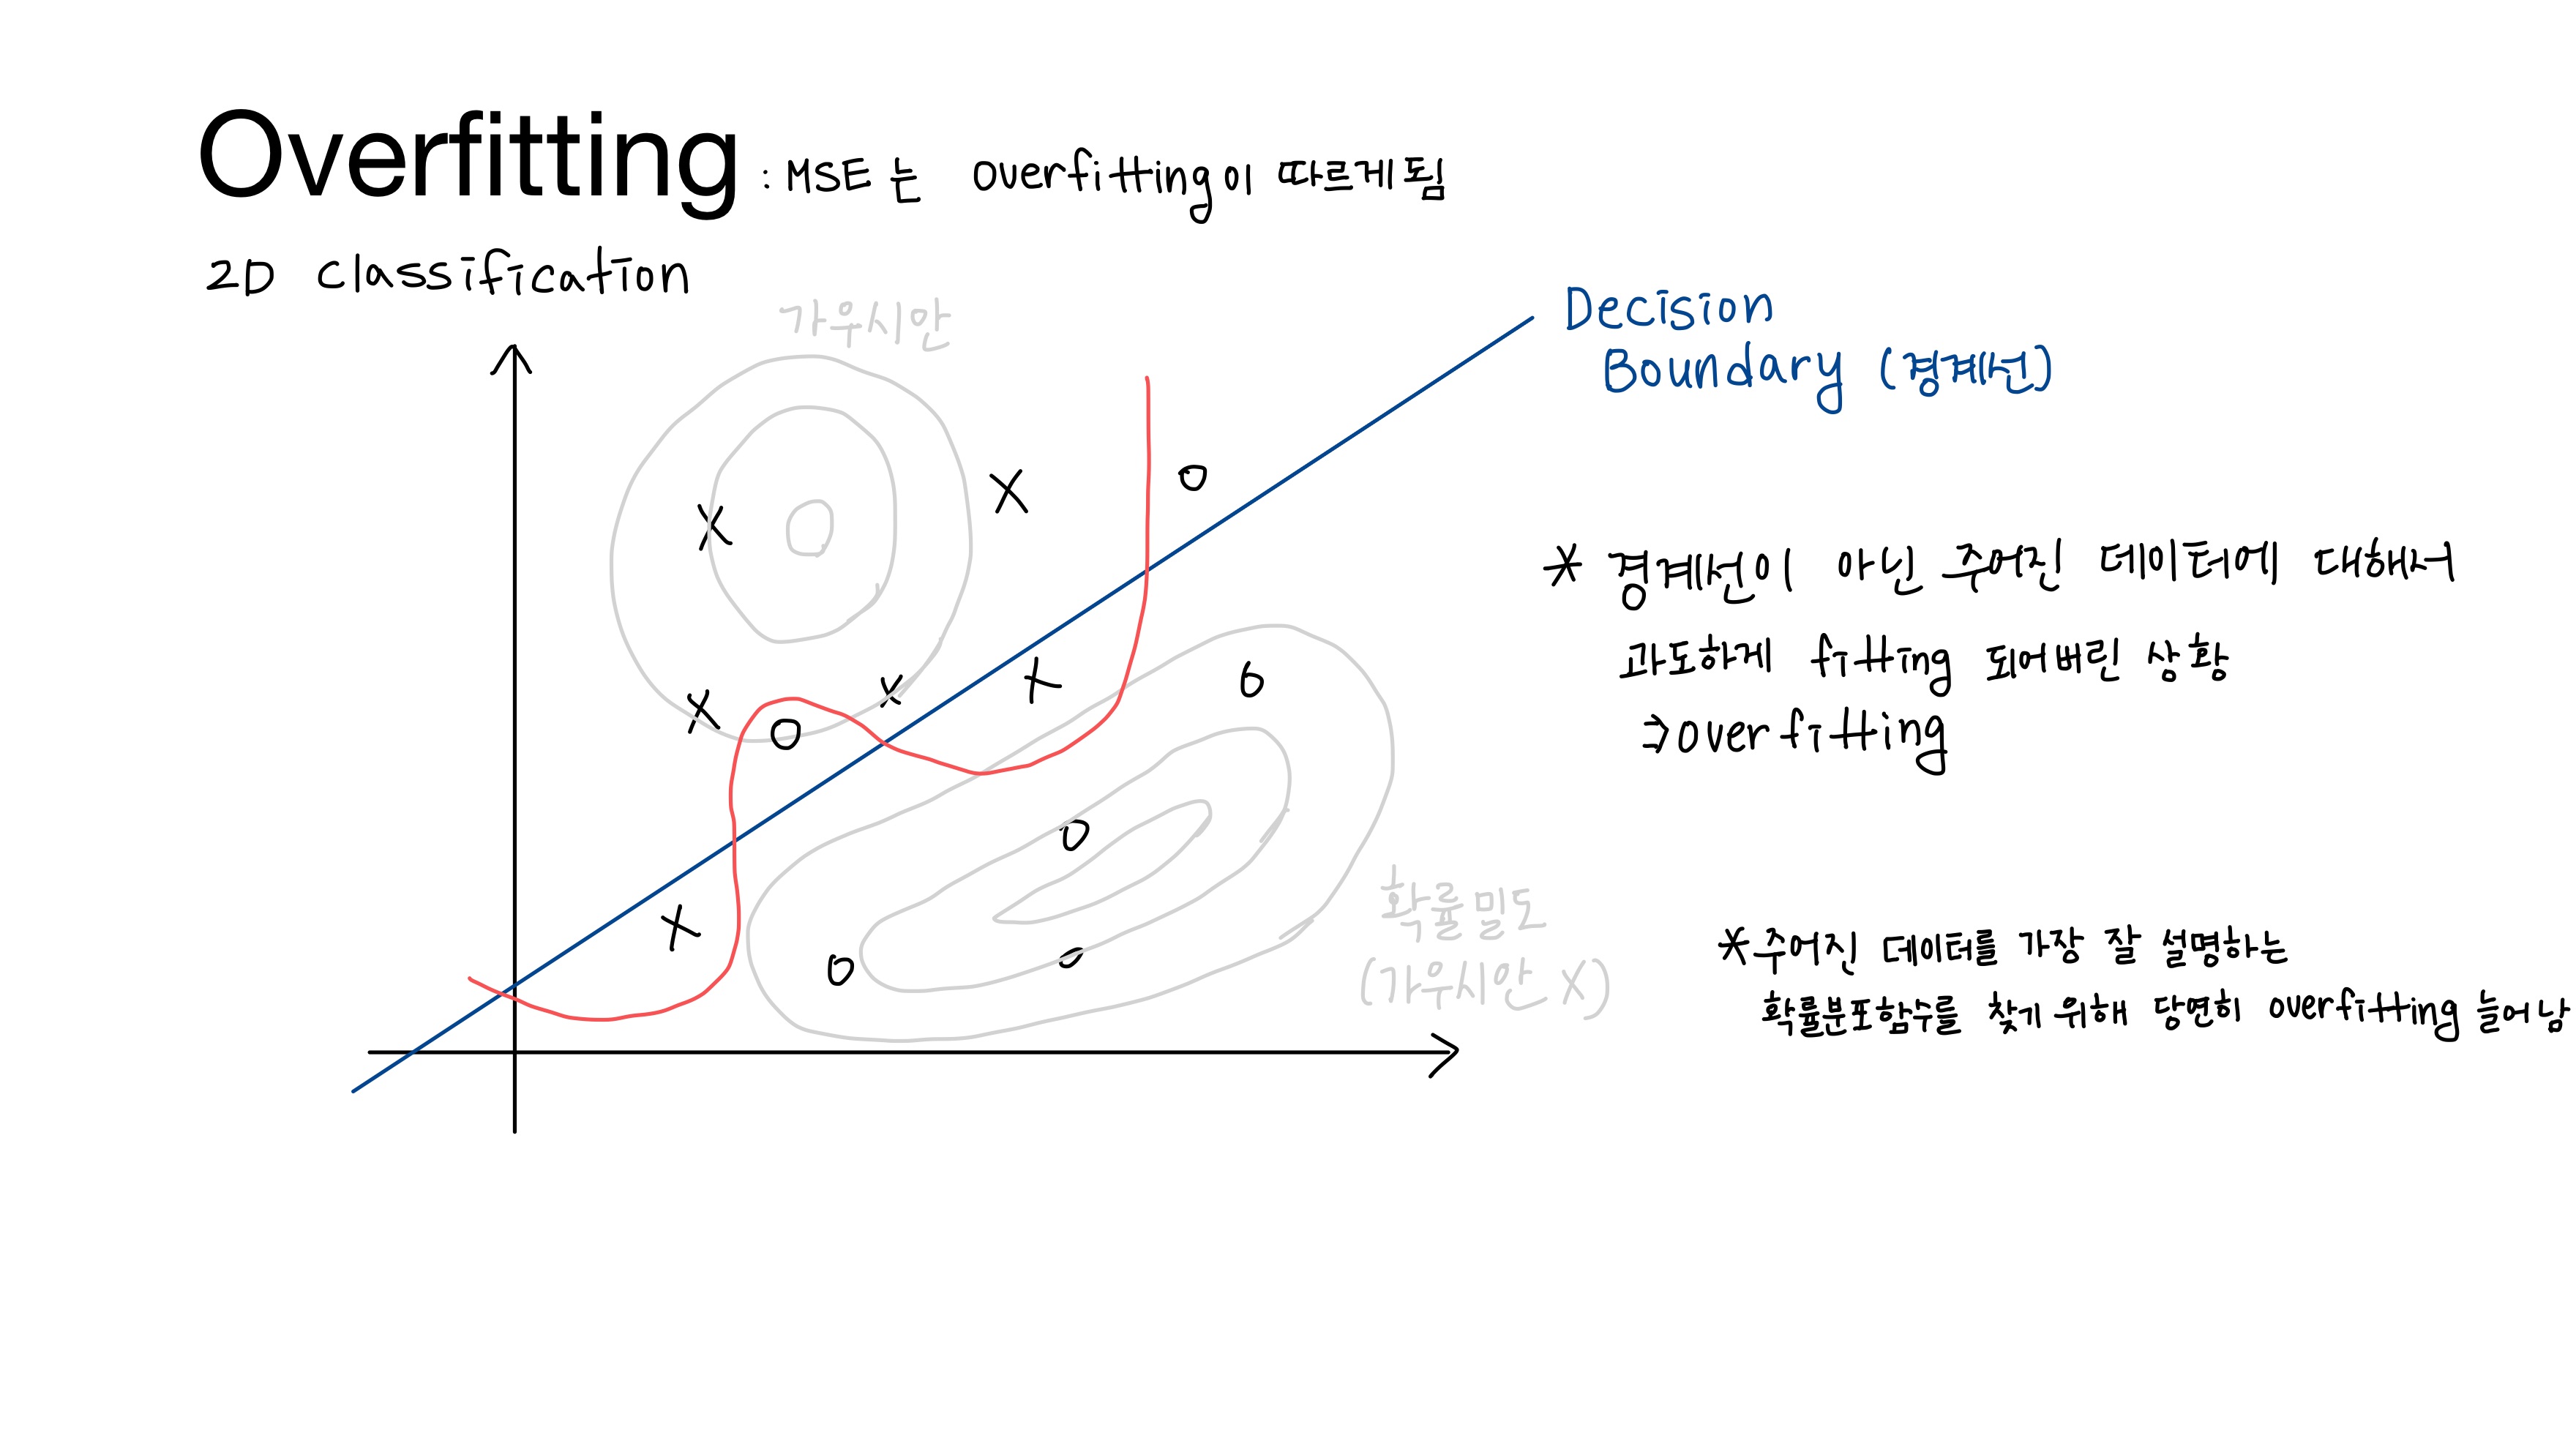 Overfitting : MSE 는 overfitting이 따르게됨
2D classification
가우시안
Decision
Boundary (경계선)
* 경계선이 아닌 주어진 데이터에 대해서
과도하게 fitting 되어버린 상황
⇒ overfitting
확률밀도
(가우시안 X)
* 주어진 데이터를 가장 잘 설명하는
확률분포함수를 찾기 위해 당연히 overfitting 늘어남